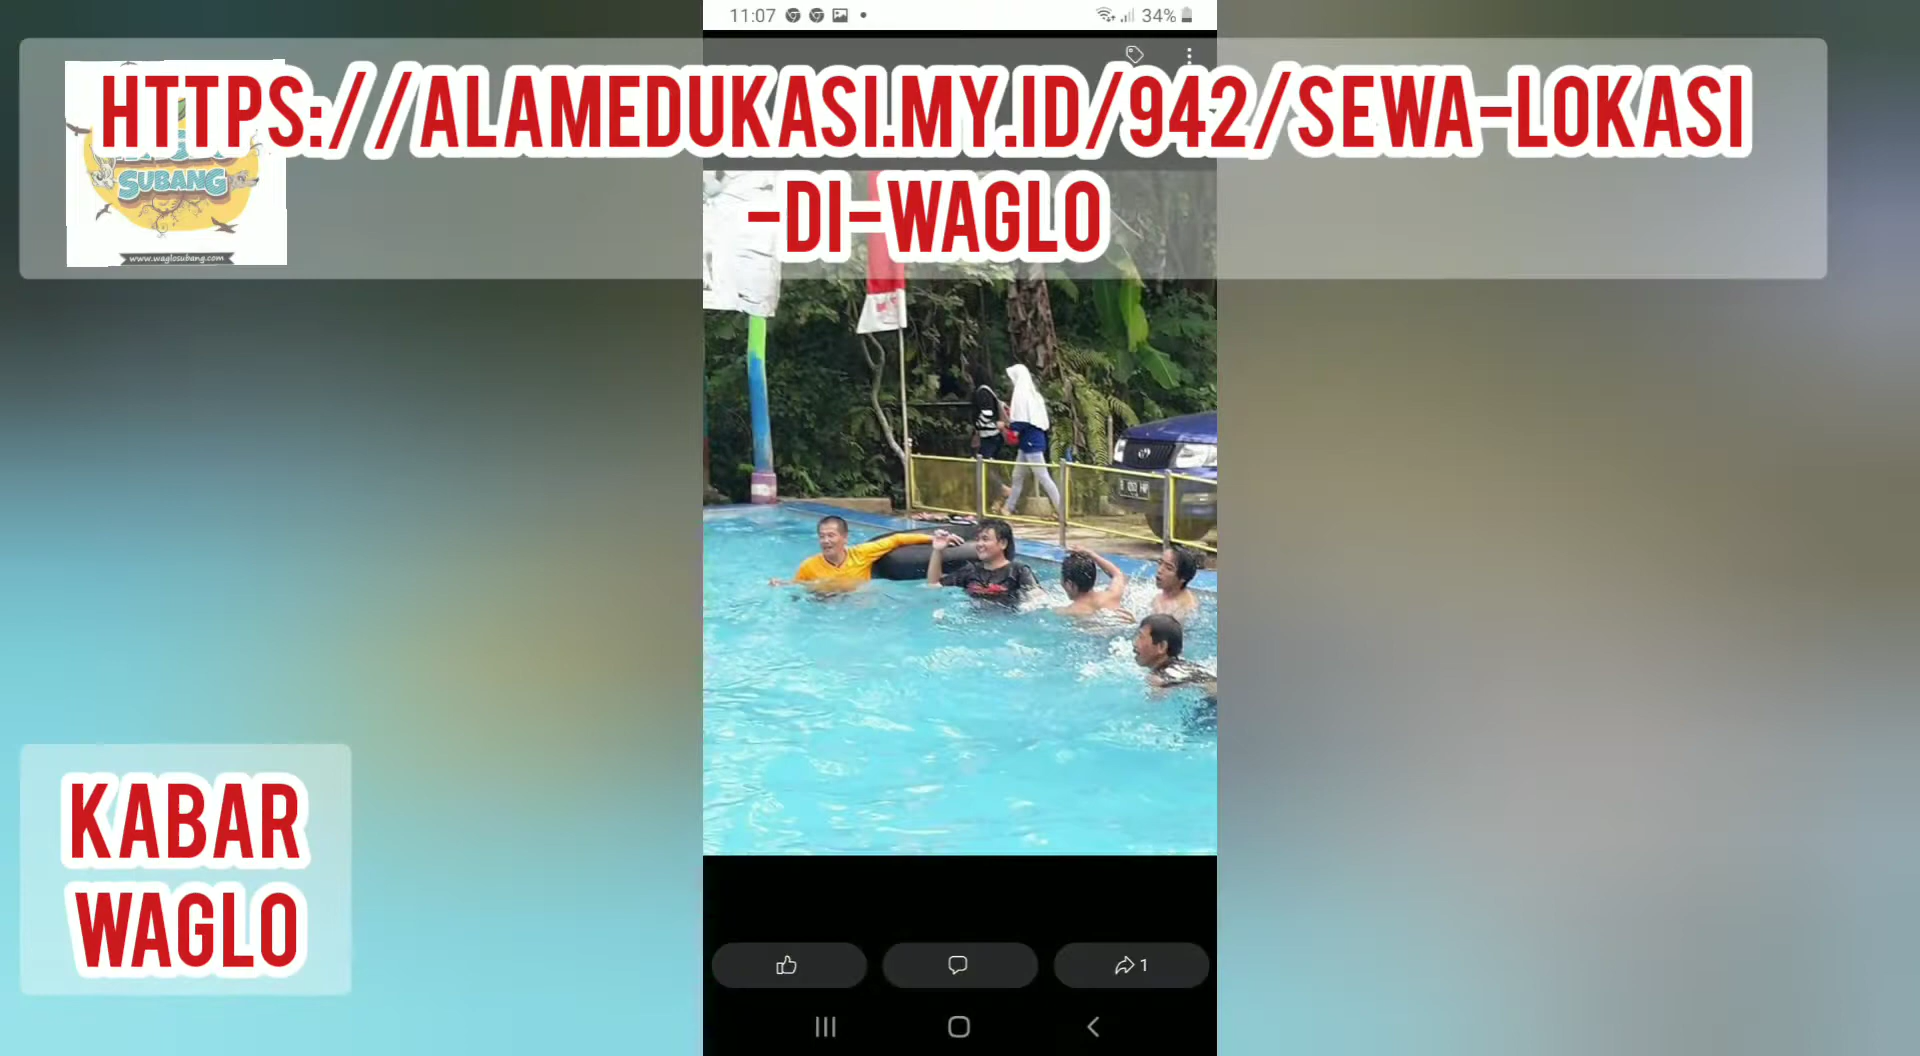 11:07
34%
HTTPS://ALAMEDUKASI.MY.ID/942/SEWA-LOKASI
-DI-WAGLO
SUBANG
www.waglosubang.com
KABAR
WAGLO
1